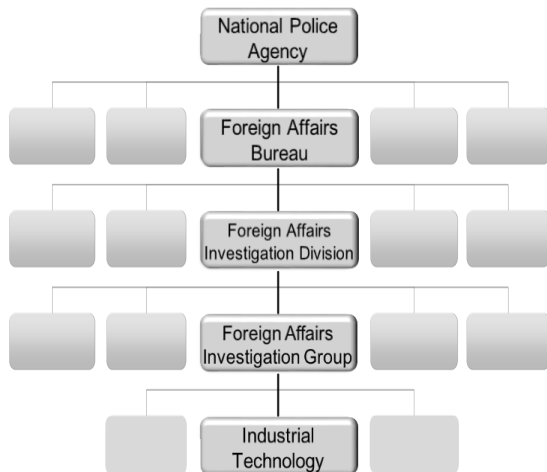 National Police
Agency
Foreign Affairs
Bureau
Foreign Affairs
Investigation Division
Foreign Affairs
Investigation Group
Industrial
Technology